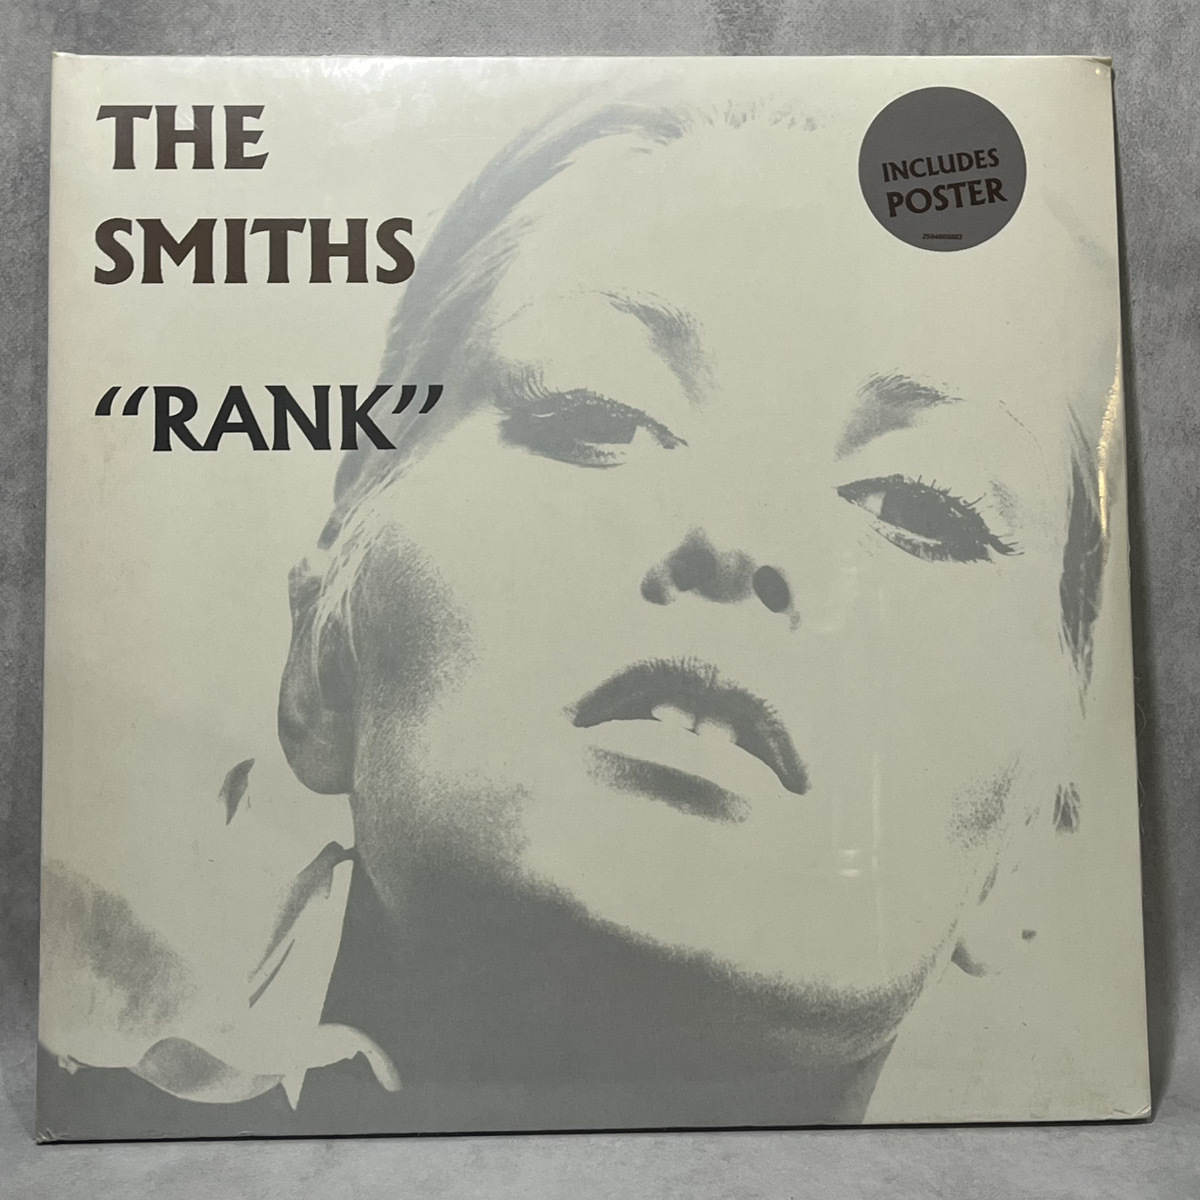 THE
SMITHS
“RANK”
INCLUDES
POSTER